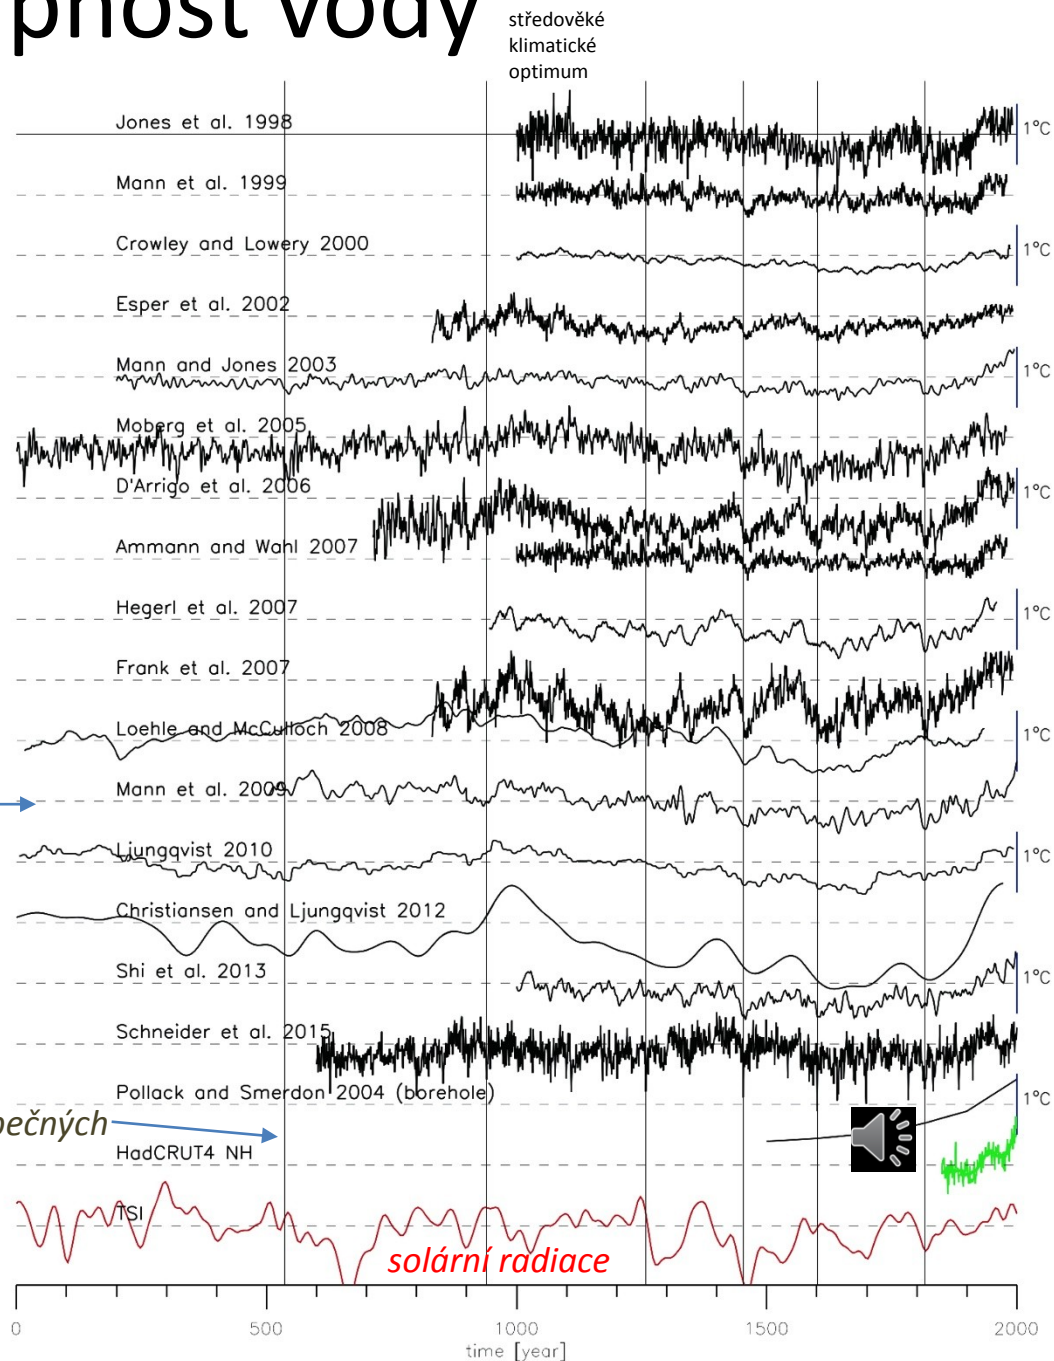 pnost vody
středověké
klimatické
optimum
Jones et al. 1998
1°C
Mann et al. 1999
Crowley and Lowery 2000
1°C
Esper et al. 2002
Mann and Jones 2003
1°C
Moberg et al. 2005
D'Arrigo et al. 2006
1°C
Ammann and Wahl 2007
Hegerl et al. 2007
1°C
Frank et al. 2007
Loehle and McCulloch 2008
1°C
Mann et al. 2009
Ljungqvist 2010
1°C
Christiansen and Ljungqvist 2012
Shi et al. 2013
1°C
Schneider et al. 2015
Pollack and Smerdon 2004 (borehole)
1°C
pečných
HadCRUT4 NH
TSI
solární radiace
0 500 1000 1500 2000
time [year]